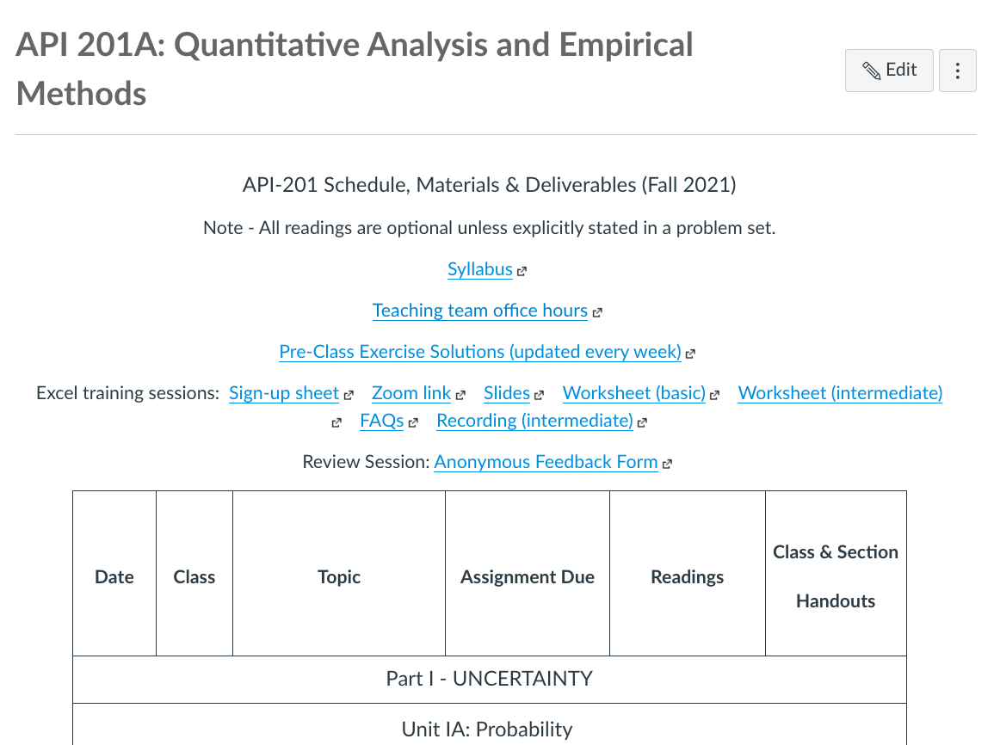 API 201A: Quantitative Analysis and Empirical
Methods
Edit
API-201 Schedule, Materials & Deliverables (Fall 2021)
Note - All readings are optional unless explicitly stated in a problem set.
Syllabus
Teaching team office hours
Pre-Class Exercise Solutions (updated every week)
Excel training sessions: Sign-up sheet Zoom link Slides Worksheet (basic) Worksheet (intermediate)
FAQs Recording (intermediate)
Review Session: Anonymous Feedback Form
Date Class Topic Assignment Due Readings Class & Section
Handouts
Part I - UNCERTAINTY
Unit IA: Probability